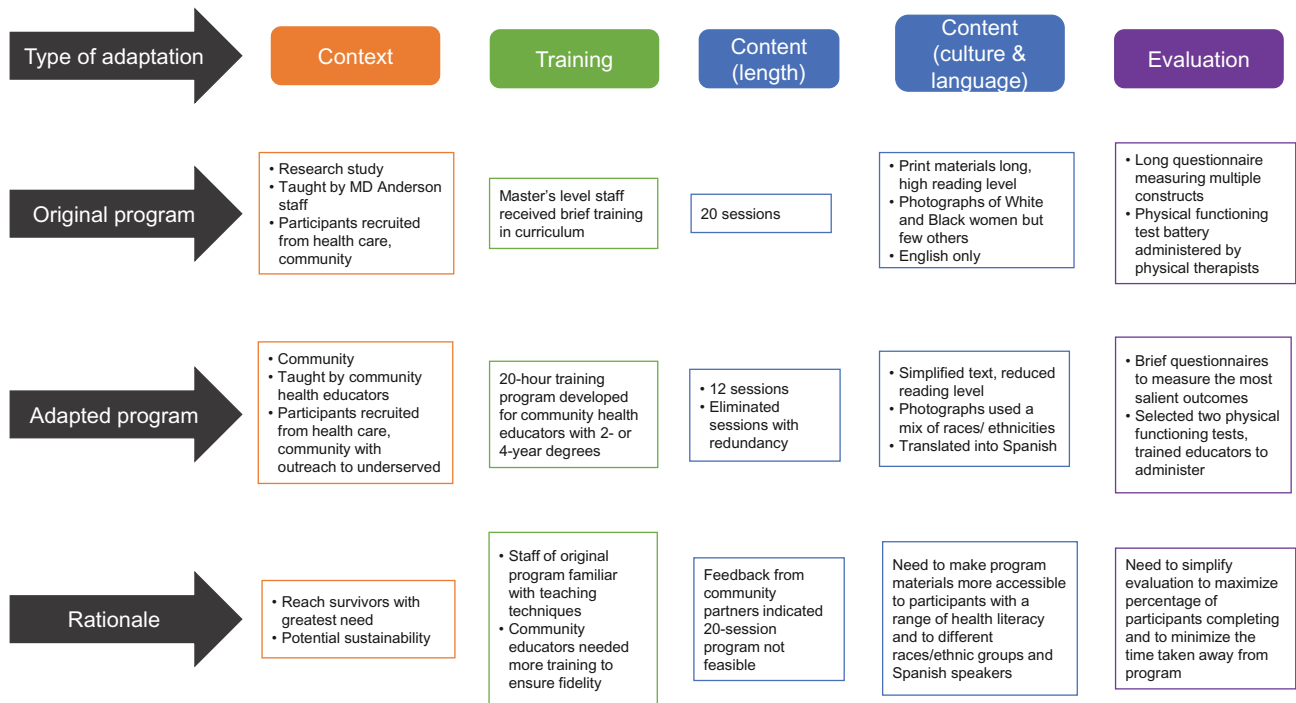 Type of adaptation
Context
Training
Content
(length)
Content
(culture &
language)
Evaluation
Original program
• Research study
• Taught by MD Anderson
staff
• Participants recruited
from health care,
community
Master's level staff
received brief training
in curriculum
20 sessions
• Print materials long,
high reading level
• Photographs of White
and Black women but
few others
• English only
• Long questionnaire
measuring multiple
constructs
• Physical functioning
test battery
administered by
physical therapists
Adapted program
• Community
• Taught by community
health educators
• Participants recruited
from health care,
community with
outreach to underserved
20-hour training
program developed
for community health
educators with 2- or
4-year degrees
• 12 sessions
• Eliminated
sessions with
redundancy
• Simplified text, reduced
reading level
• Photographs used a
mix of races/ ethnicities
• Translated into Spanish
• Brief questionnaires
to measure the most
salient outcomes
• Selected two physical
functioning tests,
trained educators to
administer
Rationale
• Reach survivors with
greatest need
• Potential sustainability
• Staff of original
program familiar
with teaching
techniques
• Community
educators needed
more training to
ensure fidelity
Feedback from
community
partners indicated
20-session
program not
feasible
Need to make program
materials more accessible
to participants with a
range of health literacy
and to different
races/ethnic groups and
Spanish speakers
Need to simplify
evaluation to maximize
percentage of
participants completing
and to minimize the
time taken away from
program